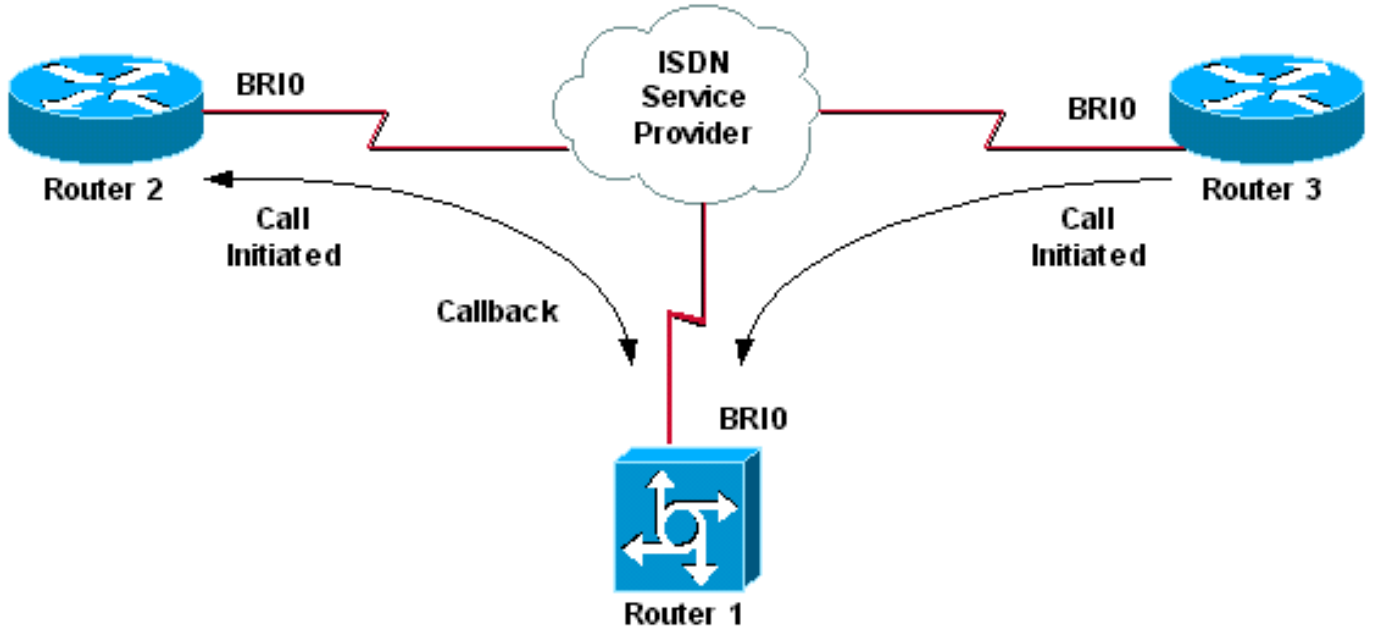 ISDN
Service
Provider
BRI0
BRI0
Router 2
Router 3
Call
Initiated
Call
Initiated
Callback
BRI0
Router 1